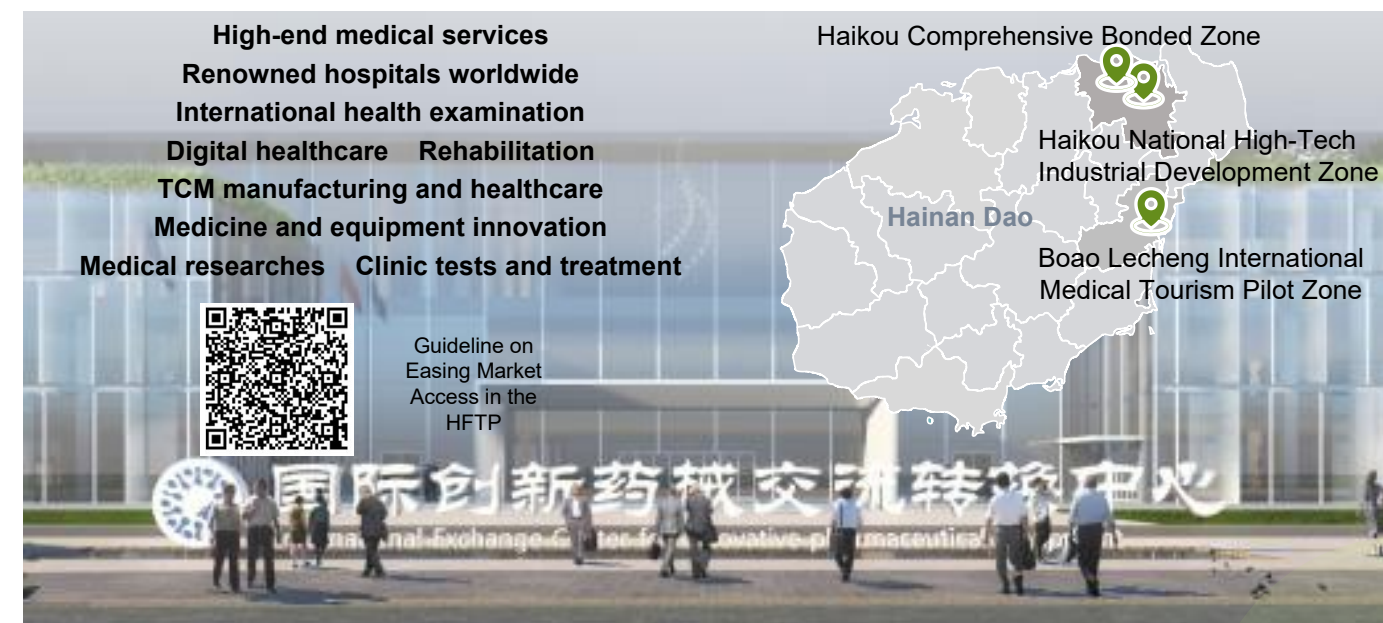 High-end medical services
Renowned hospitals worldwide
International health examination
Digital healthcare Rehabilitation
TCM manufacturing and healthcare
Medicine and equipment innovation
Medical researches Clinic tests and treatment
Guideline on
Easing Market
Access in the
HFTP
Haikou Comprehensive Bonded Zone
Haikou National High-Tech
Industrial Development Zone
Hainan Dao
Boao Lecheng International
Medical Tourism Pilot Zone
国际创新药械交流转换中心
nal Exchange